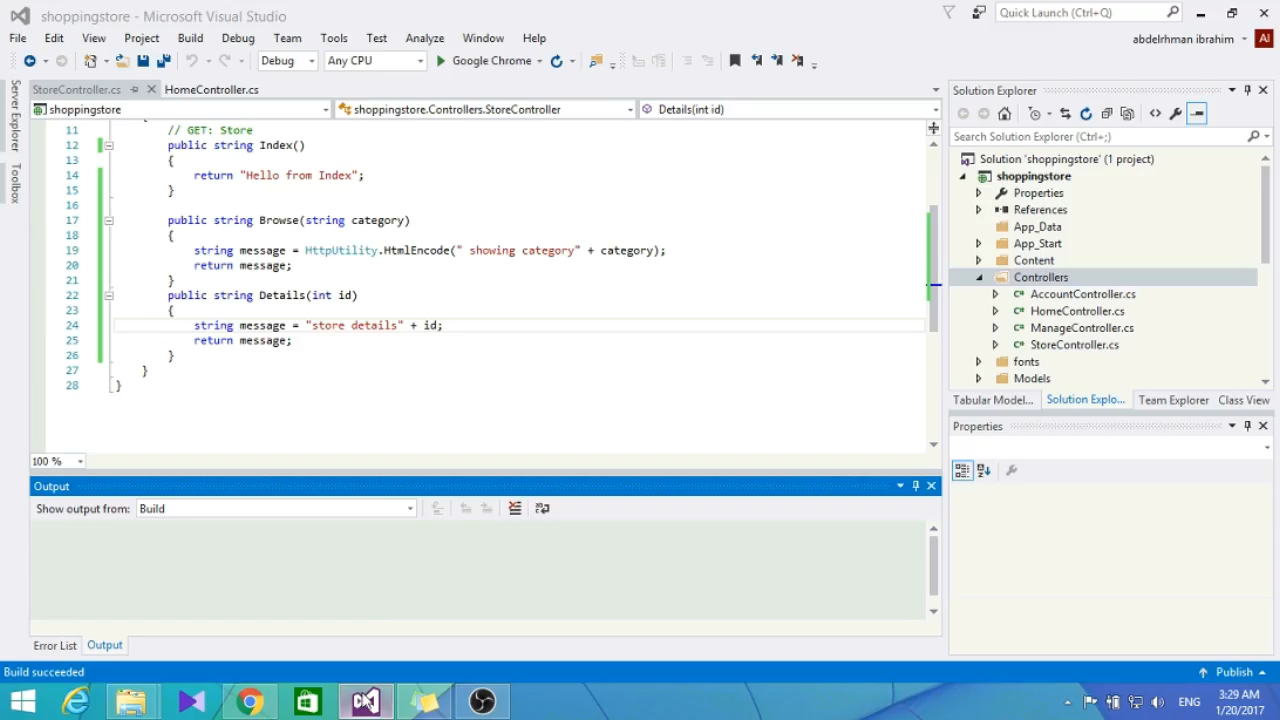 shoppingstore - Microsoft Visual Studio
Quick Launch (Ctrl+Q)
File Edit View Project Build Debug Team Tools Test Analyze Window Help
abdelrhman ibrahim AI
Debug Any CPU Google Chrome
Server Explorer
Toolbox
StoreController.cs HomeController.cs
shoppingstore shoppingstore.Controllers.StoreController Details(int id)
11 // GET: Store
12 public string Index()
13 {
14 return "Hello from Index";
15 }
16
17 public string Browse(string category)
18 {
19 string message = HttpUtility.HtmlEncode(" showing category" + category);
20 return message;
21 }
22 public string Details(int id)
23 {
24 string message = "store details" + id;
25 return message;
26 }
27 }
28 }
100 %
Output
Show output from: Build
Error List Output
Solution Explorer
Search Solution Explorer (Ctrl+;)
Solution 'shoppingstore' (1 project)
shoppingstore
Properties
References
App_Data
App_Start
Content
Controllers
AccountController.cs
HomeController.cs
ManageController.cs
StoreController.cs
fonts
Models
Tabular Model... Solution Explo... Team Explorer Class View
Properties
Build succeeded
Publish
ENG
3:29 AM
1/20/2017